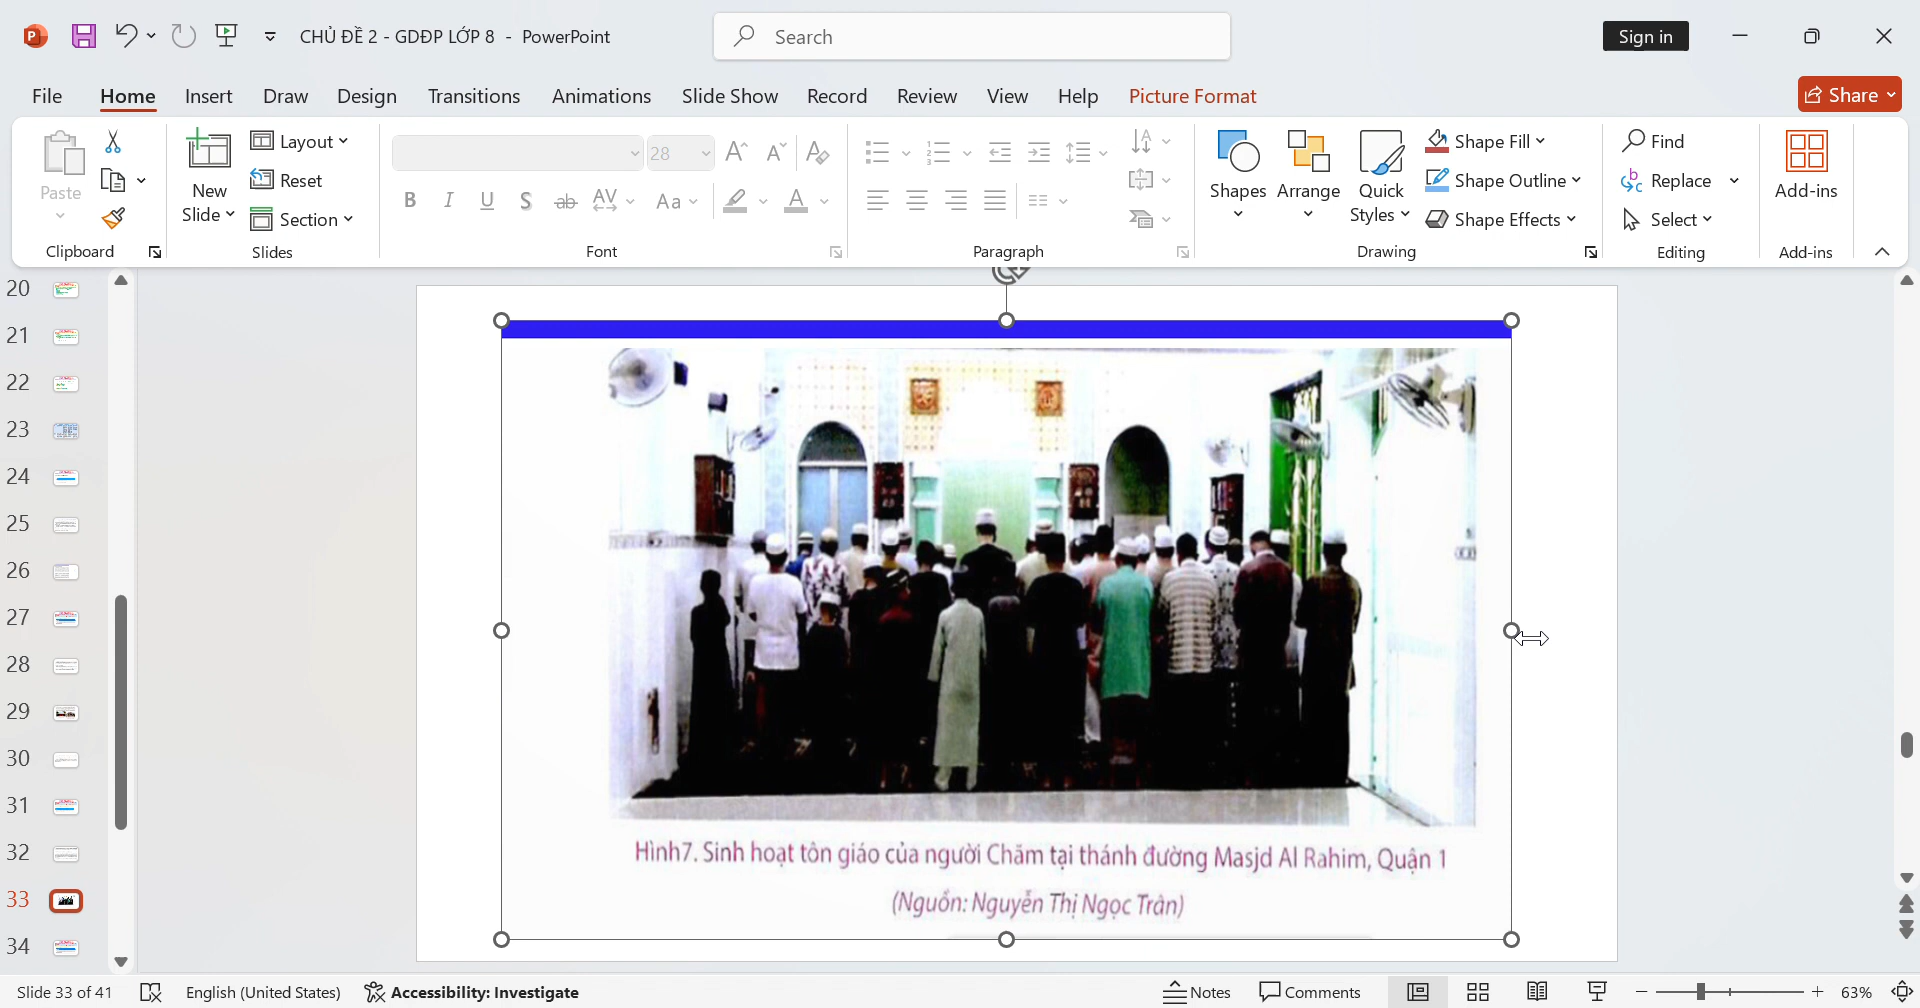 CHỦ ĐỀ 2 - GDĐP LỚP 8 - PowerPoint
Search
Sign in
File
Home
Insert
Draw
Design
Transitions
Animations
Slide Show
Record
Review
View
Help
Picture Format
Share
Paste
Clipboard
New Slide
Layout
Reset
Section
Slides
28
Font
Paragraph
Shapes
Arrange
Quick Styles
Shape Fill
Shape Outline
Shape Effects
Drawing
Find
Replace
Select
Editing
Add-ins
Add-ins
20
21
22
23
24
25
26
27
28
29
30
31
32
33
34
Hình7. Sinh hoạt tôn giáo của người Chăm tại thánh đường Masjd Al Rahim, Quận 1
(Nguồn: Nguyễn Thị Ngọc Trân)
Slide 33 of 41
English (United States)
Accessibility: Investigate
Notes
Comments
63%